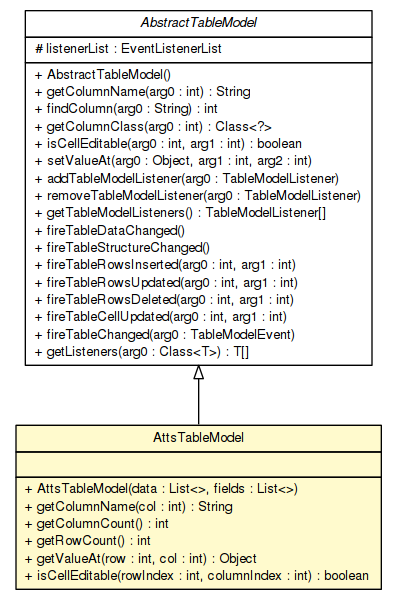 AbstractTableModel
# listenerList : EventListenerList
+ AbstractTableModel()
+ getColumnName(arg0 : int) : String
+ findColumn(arg0 : String) : int
+ getColumnClass(arg0 : int) : Class<?>
+ isCellEditable(arg0 : int, arg1 : int) : boolean
+ setValueAt(arg0 : Object, arg1 : int, arg2 : int)
+ addTableModelListener(arg0 : TableModelListener)
+ removeTableModelListener(arg0 : TableModelListener)
+ getTableModelListeners() : TableModelListener[]
+ fireTableDataChanged()
+ fireTableStructureChanged()
+ fireTableRowsInserted(arg0 : int, arg1 : int)
+ fireTableRowsUpdated(arg0 : int, arg1 : int)
+ fireTableRowsDeleted(arg0 : int, arg1 : int)
+ fireTableCellUpdated(arg0 : int, arg1 : int)
+ fireTableChanged(arg0 : TableModelEvent)
+ getListeners(arg0 : Class<T>) : T[]
AttsTableModel
+ AttsTableModel(data : List<>, fields : List<>)
+ getColumnName(col : int) : String
+ getColumnCount() : int
+ getRowCount() : int
+ getValueAt(row : int, col : int) : Object
+ isCellEditable(rowIndex : int, columnIndex : int) : boolean